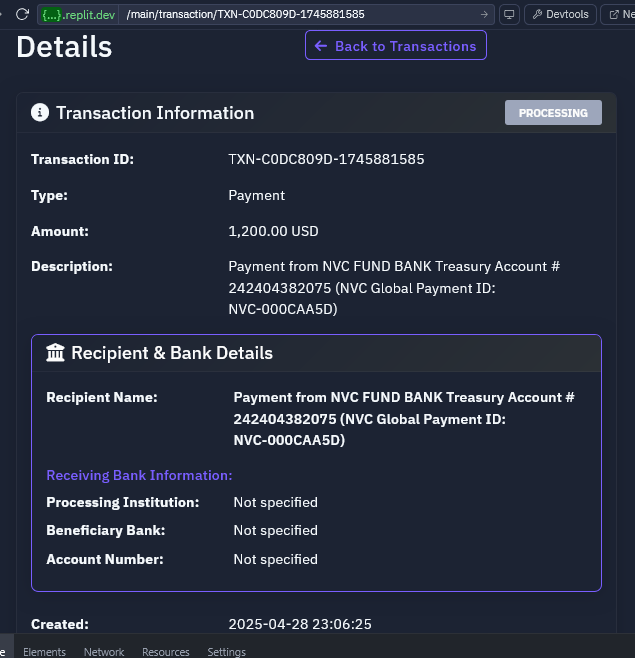 {...}.replit.dev /main/transaction/TXN-C0DC809D-1745881585
Devtools
Ne
Details
Back to Transactions
Transaction Information
PROCESSING
Transaction ID: TXN-C0DC809D-1745881585
Type: Payment
Amount: 1,200.00 USD
Description: Payment from NVC FUND BANK Treasury Account #
242404382075 (NVC Global Payment ID:
NVC-000CAA5D)
Recipient & Bank Details
Recipient Name: Payment from NVC FUND BANK Treasury Account #
242404382075 (NVC Global Payment ID:
NVC-000CAA5D)
Receiving Bank Information:
Processing Institution: Not specified
Beneficiary Bank: Not specified
Account Number: Not specified
Created: 2025-04-28 23:06:25
e Elements Network Resources Settings